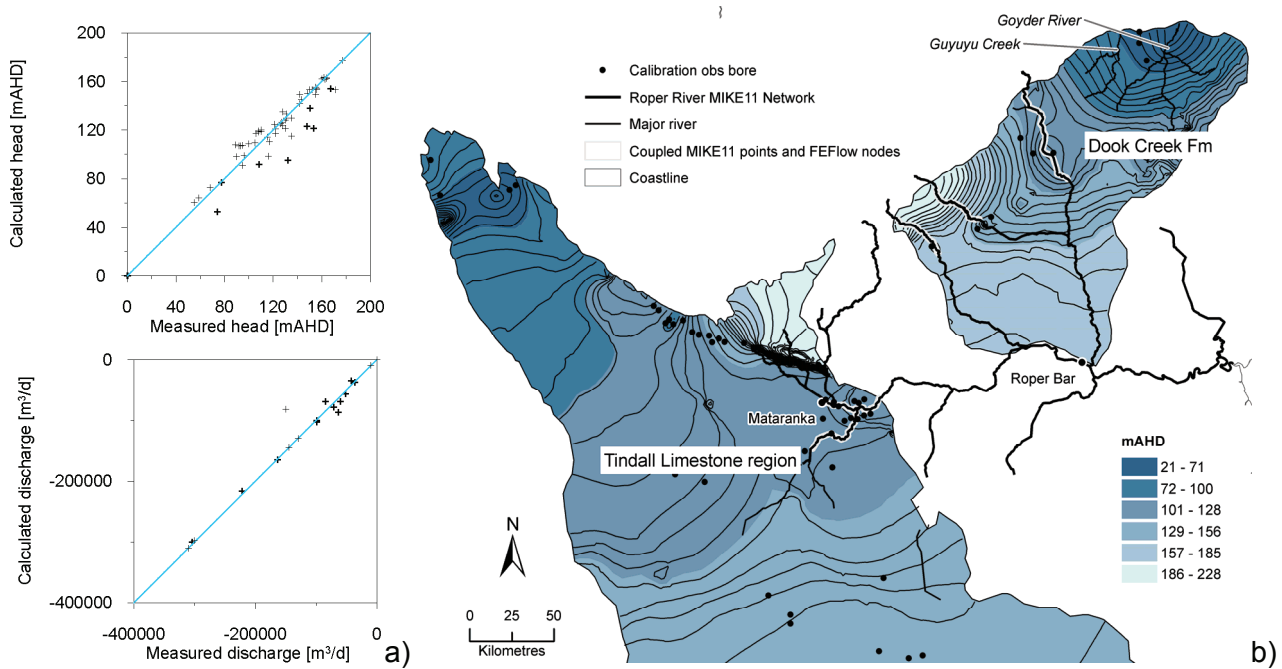 200
160
120
80
40
0
Calculated head [mAHD]
0 40 80 120 160 200
Measured head [mAHD]
0
-200000
-400000
Calculated discharge [m³/d]
-400000 -200000 0
Measured discharge [m³/d]
a)
Calibration obs bore
Roper River MIKE11 Network
Major river
Coupled MIKE11 points and FEFlow nodes
Coastline
Goyder River
Guyuyu Creek
Dook Creek Fm
Roper Bar
Mataranka
Tindall Limestone region
N
0 25 50
Kilometres
mAHD
21 - 71
72 - 100
101 - 128
129 - 156
157 - 185
186 - 228
b)